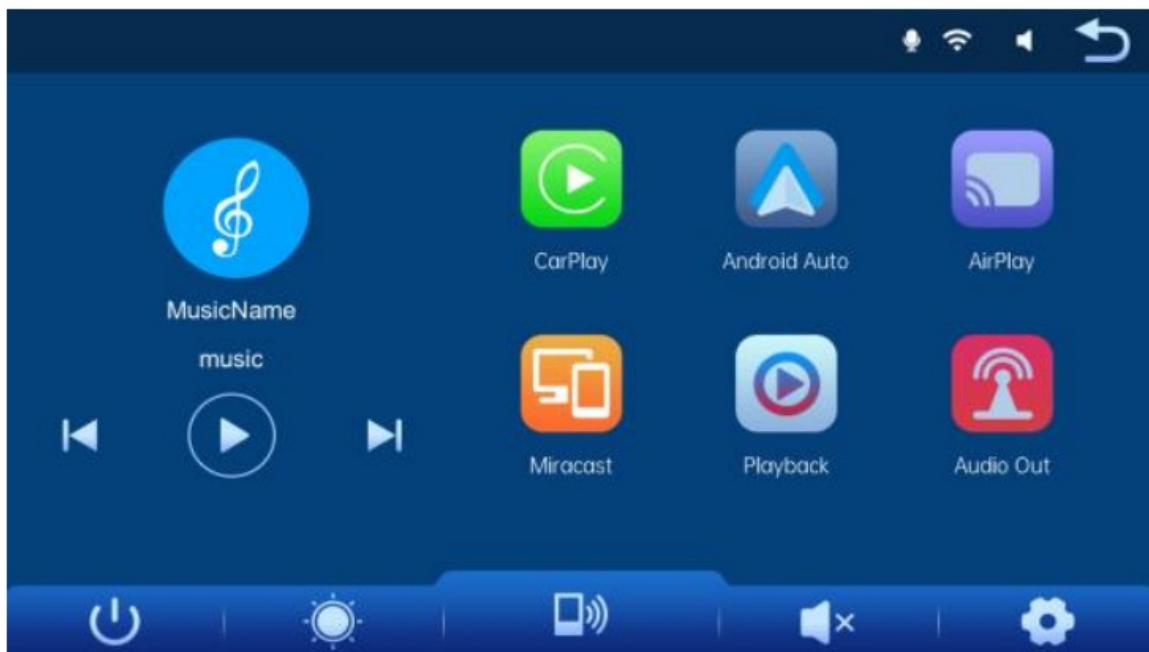 MusicName
music
CarPlay
Android Auto
AirPlay
Miracast
Playback
Audio Out